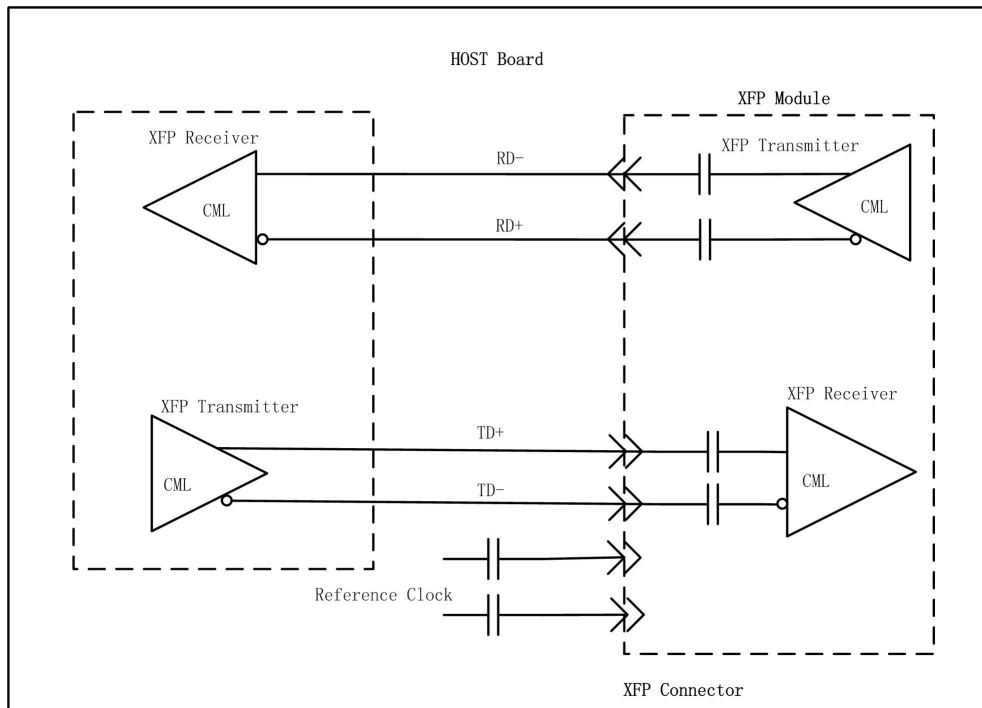 HOST Board
XFP Module
XFP Receiver
XFP Transmitter
RD-
CML
CML
RD+
XFP Receiver
XFP Transmitter
TD+
CML
CML
TD-
Reference Clock
XFP Connector